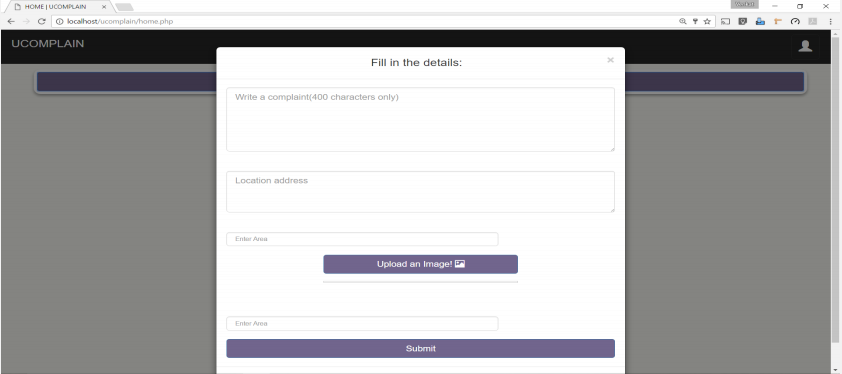 HOME | UCOMPLAIN
localhost/ucomplain/home.php
UCOMPLAIN
Fill in the details:
Write a complaint(400 characters only)
Location address
Enter Area
Upload an Image!
Enter Area
Submit